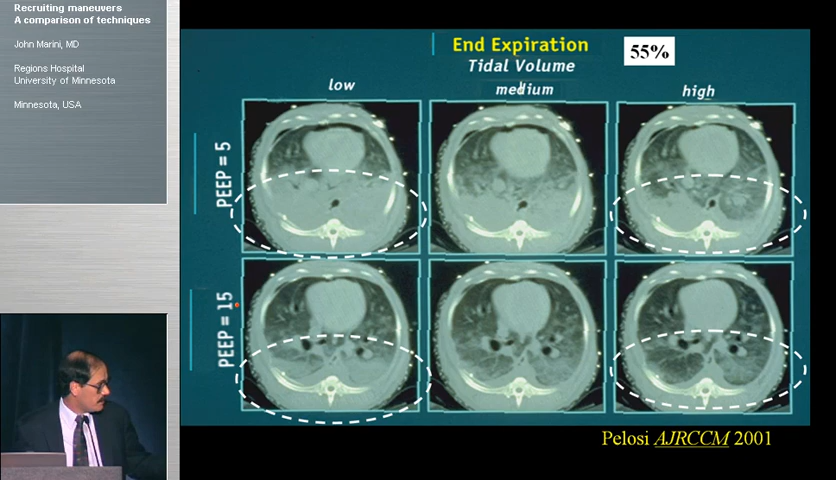 Recruiting maneuvers
A comparison of techniques
John Marini, MD
Regions Hospital
University of Minnesota
Minnesota, USA
End Expiration
55%
Tidal Volume
low
medium
high
PEEP = 5
PEEP = 15
Pelosi AJRCCM 2001